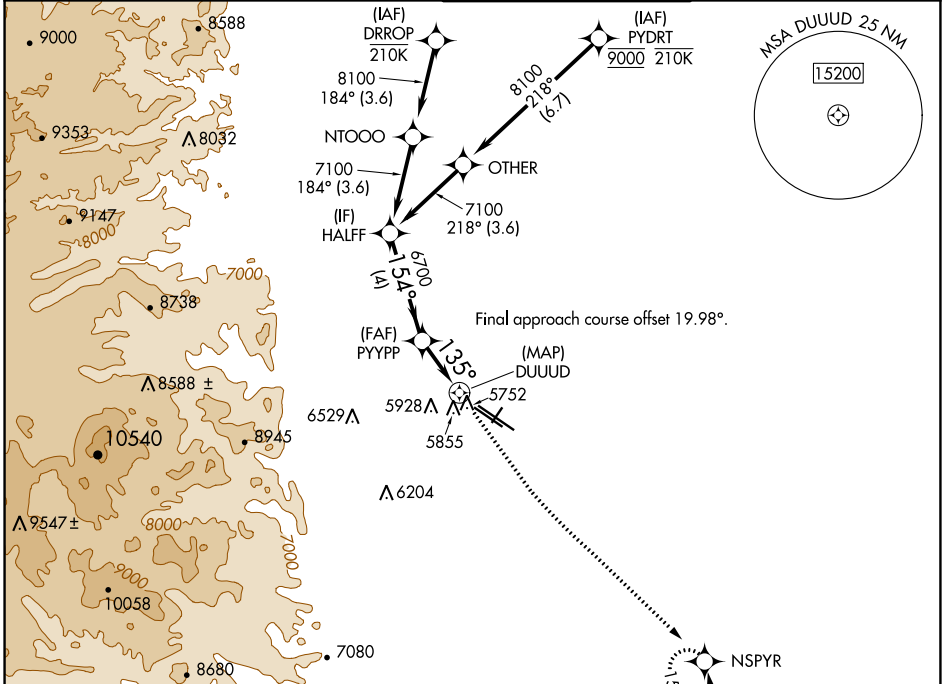 8588
9000
(IAF)
DRROP
210K
(IAF)
PYDRT
9000 210K
MSA DUUUD 25 NM
15200
8100
184° (3.6)
8100
218°
(6.7)
9353
8032
NTOOO
OTHER
7100
184° (3.6)
7100
218° (3.6)
9147
8000
(IF)
HALFF
6700
154°
(4)
7000
8738
Final approach course offset 19.98°.
(FAF)
PYYPP
135°
(MAP)
DUUUD
8588 ±
5752
5928
6529
5855
10540
8945
6204
9547 ±
8000
7000
9000
10058
7080
8680
NSPYR